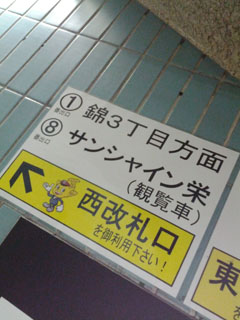 ① 錦3丁目方面
⑧ サンシャイン栄
(観覧車)
西改札口
を御利用下さい！
東